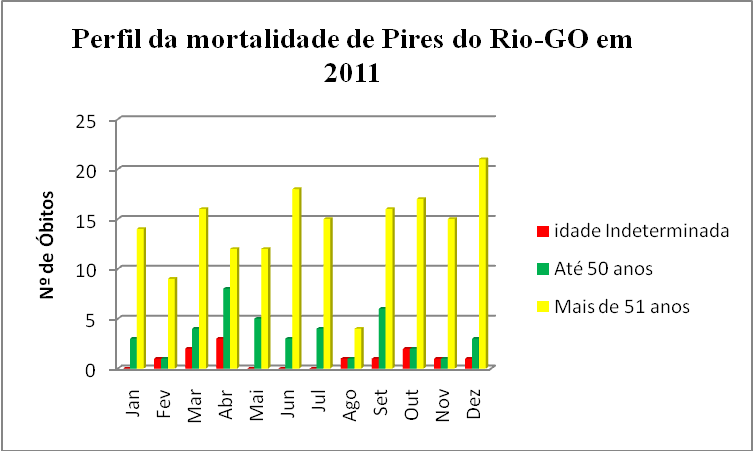 Perfil da mortalidade de Pires do Rio-GO em
2011
25
20
15
10
5
0
Nº de Óbitos
Jan
Fev
Mar
Abr
Mai
Jun
Jul
Ago
Set
Out
Nov
Dez
idade Indeterminada
Até 50 anos
Mais de 51 anos